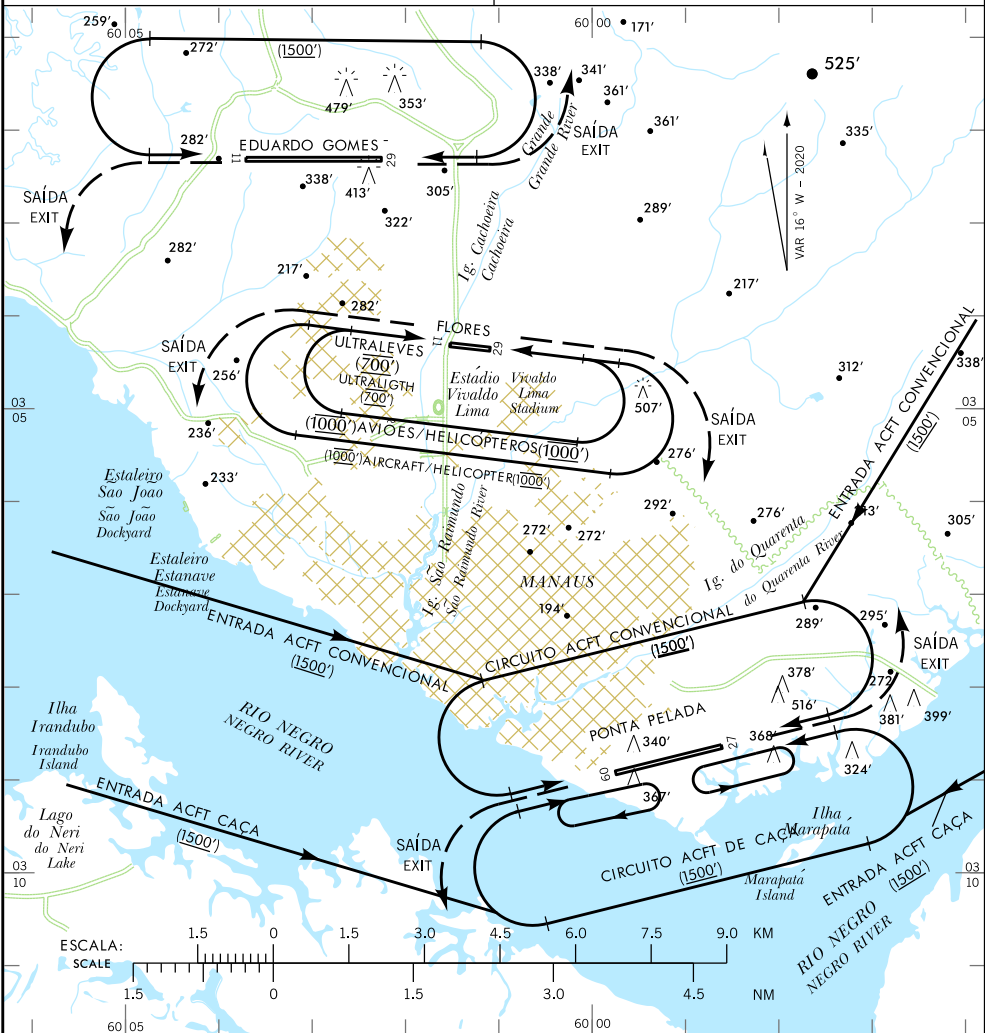 259'
60 05
272'
(1500')
479'
353'
338'
341'
361'
60 00
171'
525'
361'
335'
SAÍDA
EXIT
Grande
Grande River
282'
11
EDUARDO GOMES
29
413'
338'
305'
322'
SAÍDA
EXIT
289'
VAR 16° W - 2020
282'
217'
Ig. Cachoeira
Cachoeira
217'
282'
FLORES
11
29
SAÍDA
EXIT
256'
ULTRALEVES
(700')
ULTRALIGTH
(700')
Estádio
Vivaldo
Lima
Vivaldo
Lima
Stadium
507'
312'
338'
03
05
03
05
236'
(1000')AVIOES/HELICOPTEROS(1000')
(1000')AIRCRAFT/HELICOPTER(1000')
SAÍDA
EXIT
276'
ENTRADA ACFT CONVENCIONAL
(1500')
233'
Estaleiro
São João
São João
Dockyard
292'
276'
305'
272'
272'
Ig. São Raimundo
São Raimundo River
Ig. do Quarenta
do Quarenta River
Estaleiro
Estanave
Estanave
Dockyard
MANAUS
194'
ENTRADA ACFT CONVENCIONAL
(1500')
CIRCUITO ACFT CONVENCIONAL
(1500')
289'
295'
SAÍDA
EXIT
272'
378'
516'
381'
399'
Ilha
Irandubo
Irandubo
Island
RIO NEGRO
NEGRO RIVER
PONTA PELADA
09
27
340'
368'
324'
367'
ENTRADA ACFT CAÇA
(1500')
Lago
do Neri
do Neri
Lake
SAÍDA
EXIT
Ilha
Marapatá
CIRCUITO ACFT DE CAÇA
(1500')
Marapatá
Island
ENTRADA ACFT CAÇA
(1500')
03
10
03
10
RIO NEGRO
NEGRO RIVER
ESCALA:
SCALE
1.5 0 1.5 3.0 4.5 6.0 7.5 9.0 KM
1.5 0 1.5 3.0 4.5 NM
60 05
60 00